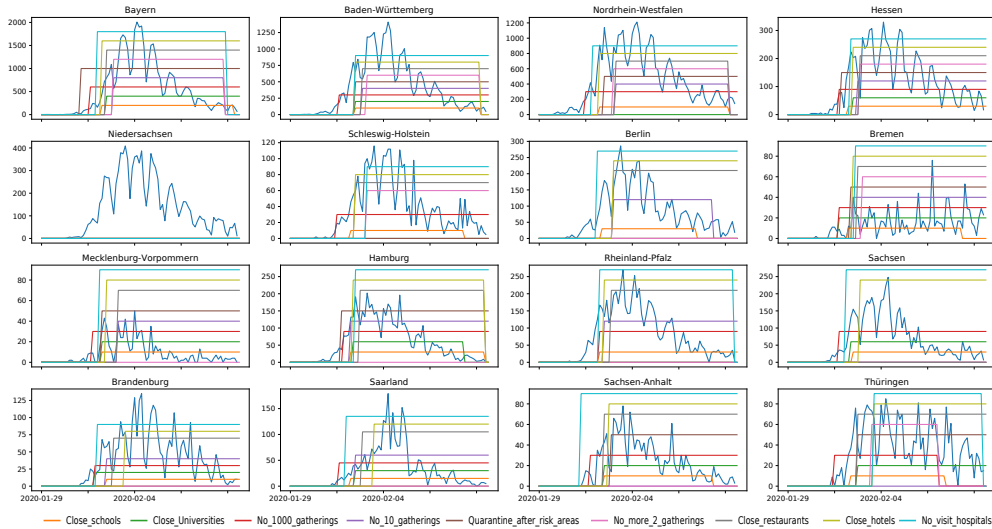 Bayern Baden-Württemberg Nordrhein-Westfalen Hessen
2000 1500 1000 500 0
1250 1000 750 500 250 0
1200 1000 800 600 400 200 0
300 200 100 0
Niedersachsen Schleswig-Holstein Berlin Bremen
400 300 200 100 0
120 100 80 60 40 20 0
300 250 200 150 100 50 0
80 60 40 20 0
Mecklenburg-Vorpommern Hamburg Rheinland-Pfalz Sachsen
80 60 40 20 0
250 200 150 100 50 0
250 200 150 100 50 0
250 200 150 100 50 0
Brandenburg Saarland Sachsen-Anhalt Thüringen
125 100 75 50 25 0
150 100 50 0
80 60 40 20 0
80 60 40 20 0
2020-01-29 2020-02-04 2020-01-29 2020-02-04 2020-01-29 2020-02-04 2020-01-29 2020-02-04
Close_schools Close_Universities No_1000_gatherings No_10_gatherings Quarantine_after_risk_areas No_more_2_gatherings Close_restaurants Close_hotels No_visit_hospitals